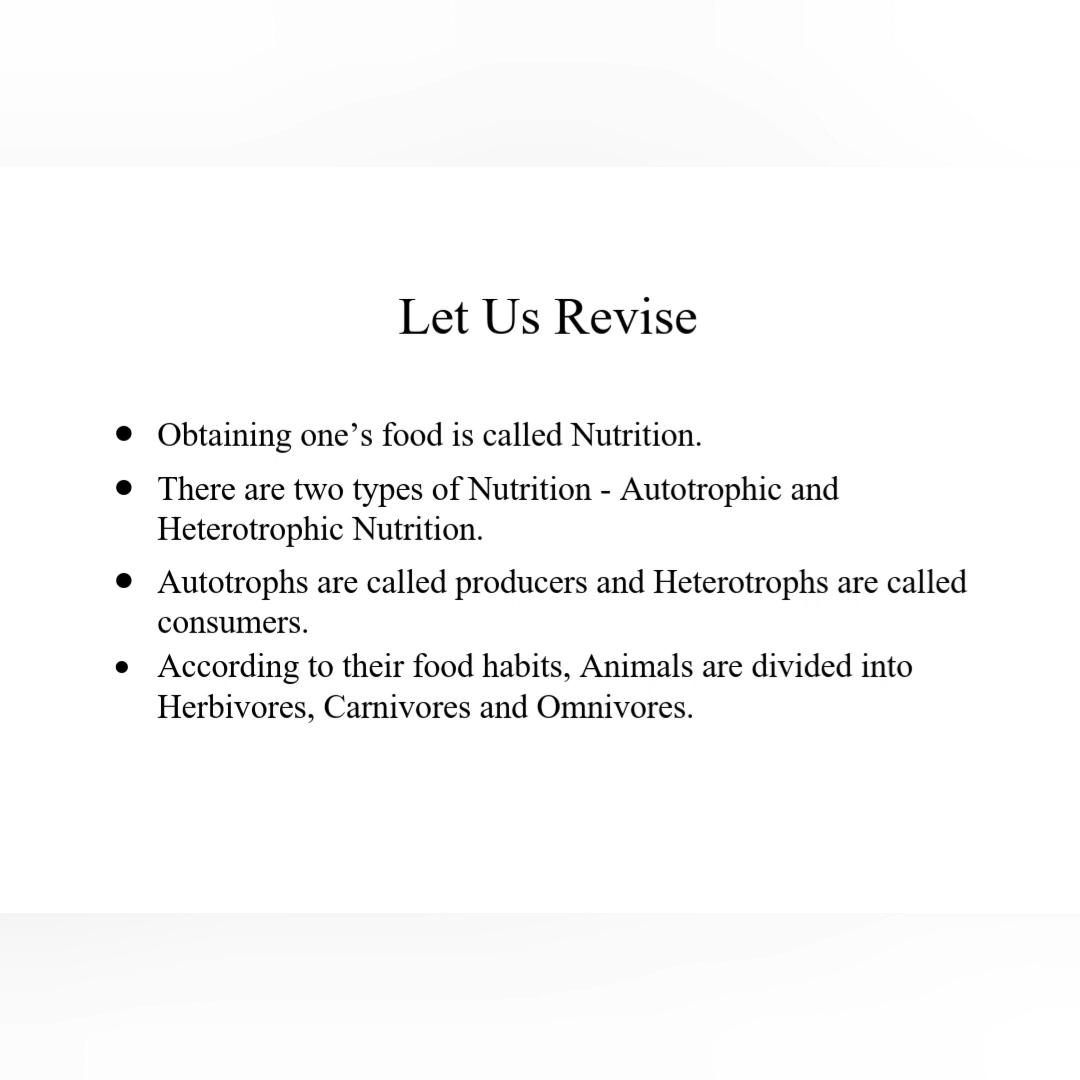 Let Us Revise
● Obtaining one’s food is called Nutrition.
● There are two types of Nutrition - Autotrophic and
Heterotrophic Nutrition.
● Autotrophs are called producers and Heterotrophs are called
consumers.
● According to their food habits, Animals are divided into
Herbivores, Carnivores and Omnivores.